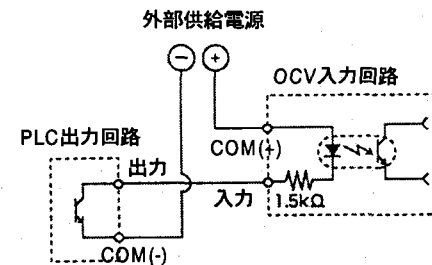 外部供給電源
− +
OCV入力回路
PLC出力回路
COM(+)
出力
入力
1.5kΩ
COM(-)